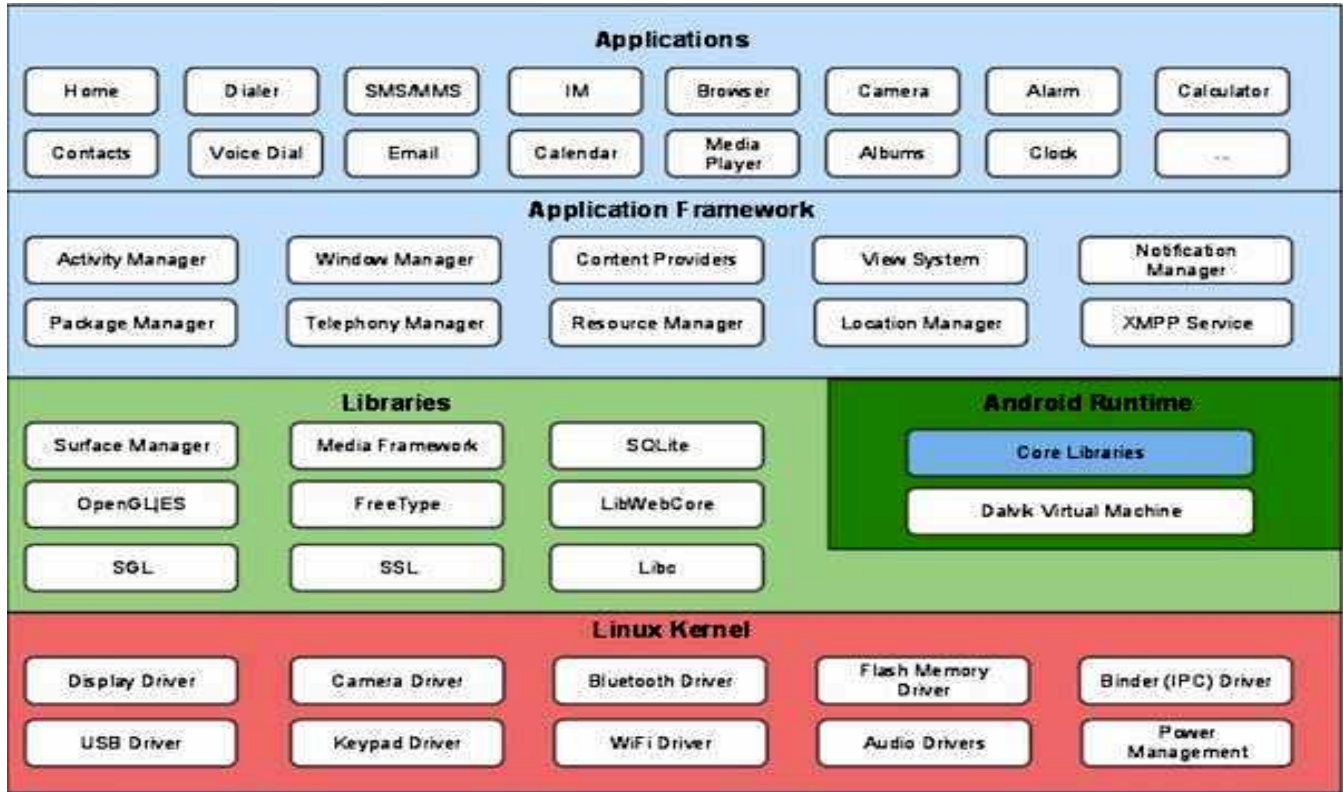 Applications
Home
Dialer
SMS/MMS
IM
Browser
Camera
Alarm
Calculator
Contacts
Voice Dial
Email
Calendar
Media
Player
Albums
Clock
...
Application Framework
Activity Manager
Window Manager
Content Providers
View System
Notification
Manager
Package Manager
Telephony Manager
Resource Manager
Location Manager
XMPP Service
Libraries
Surface Manager
Media Framework
SQLite
OpenGL|ES
FreeType
LibWebCore
SGL
SSL
Libc
Android Runtime
Core Libraries
Dalvik Virtual Machine
Linux Kernel
Display Driver
Camera Driver
Bluetooth Driver
Flash Memory
Driver
Binder (IPC) Driver
USB Driver
Keypad Driver
WiFi Driver
Audio Drivers
Power
Management